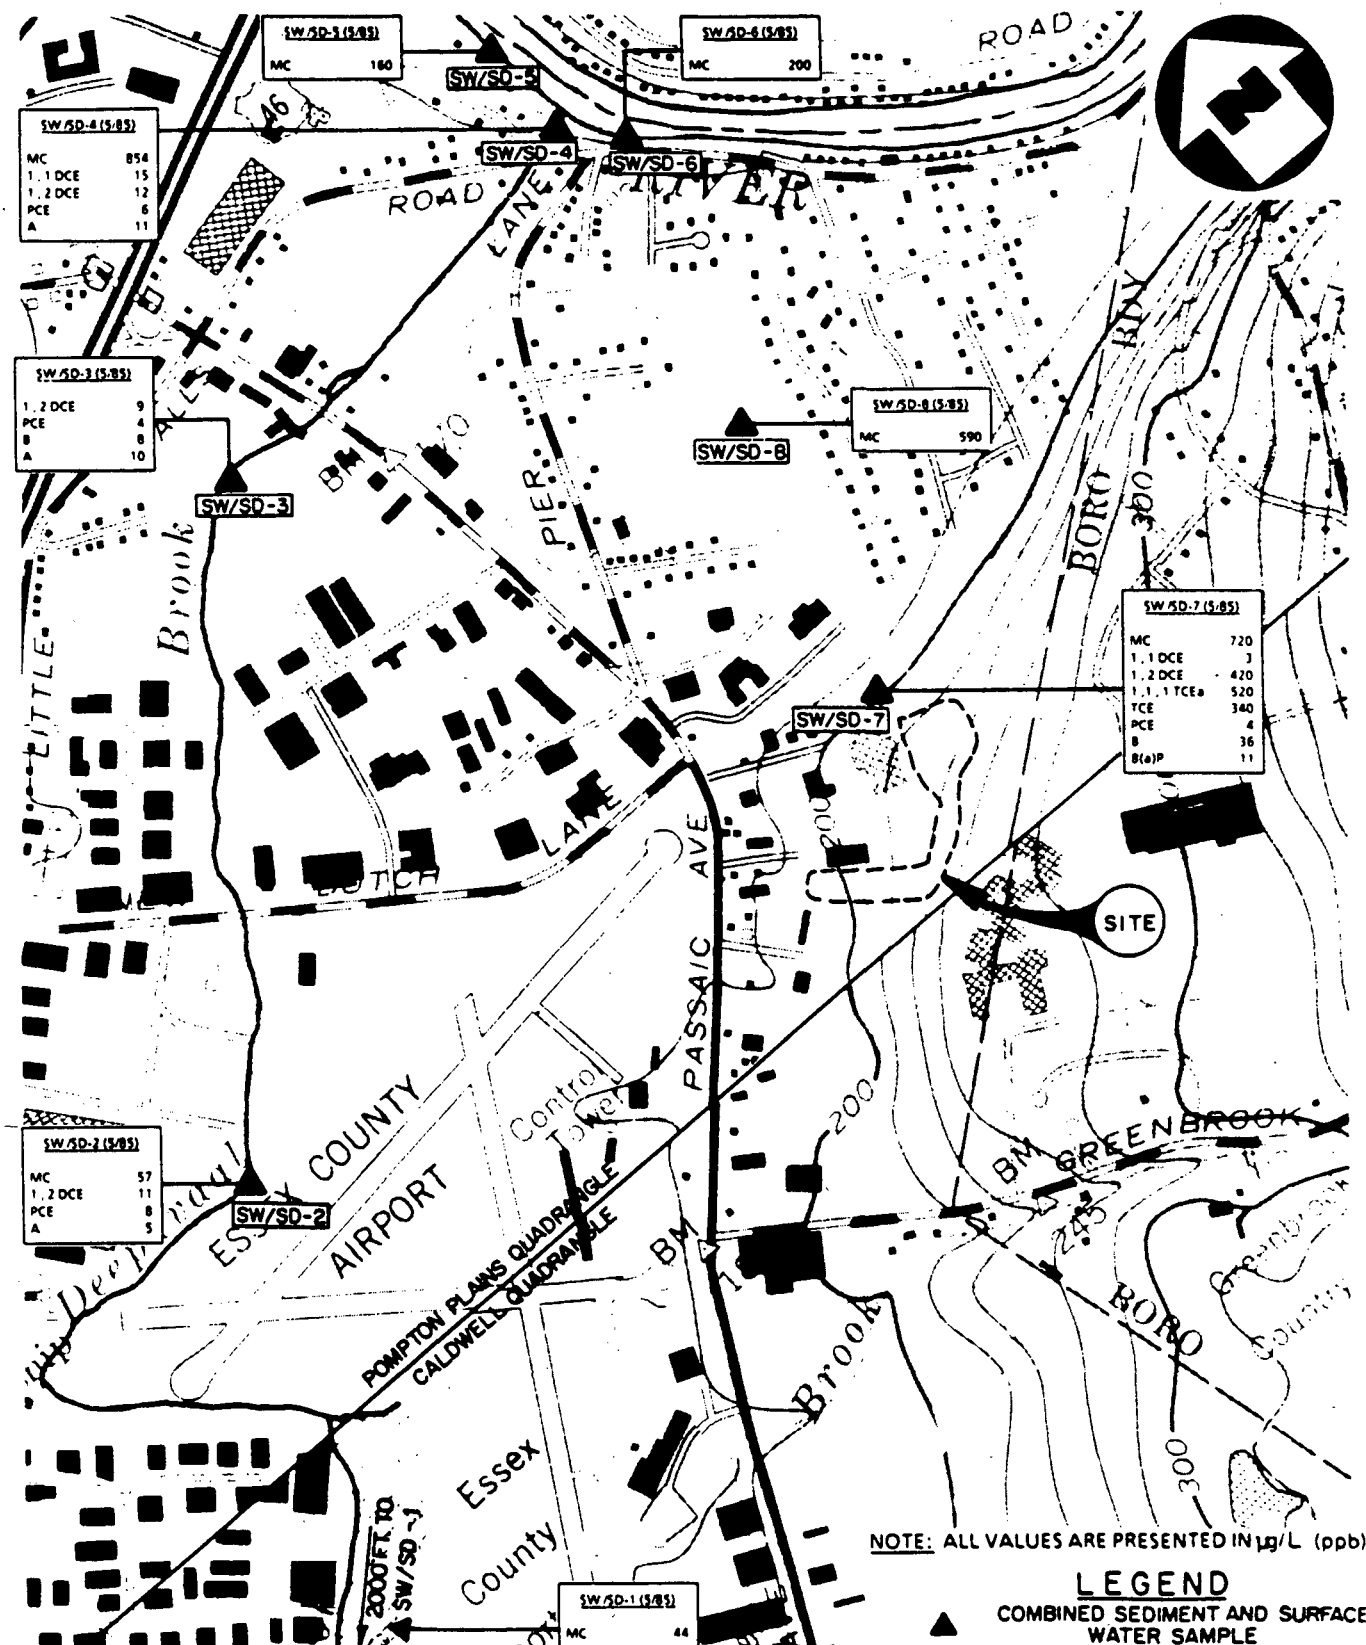 SW/SD-5 (5/85)
MC 160
SW/SD-6 (5/85)
MC 200
ROAD
N
SW/SD-5
46
SW/SD-4 (5/85)
MC 854
1,1 DCE 15
1,2 DCE 12
PCE 6
A 11
SW/SD-4
SW/SD-6
RIVER
ROAD
LANE
BORO BDY
SW/SD-3 (5/85)
1,2 DCE 9
PCE 4
B 8
A 10
SW/SD-8 (5/85)
MC 590
SW/SD-8
SW/SD-3
PIER
300
Brook
LITTLE
SW/SD-7 (5/85)
MC 720
1,1 DCE 3
1,2 DCE 420
1,1,1 TCEa 520
TCE 340
PCE 4
B 36
B(a)P 11
SW/SD-7
200
LANE
DUTCH
PASSAIC AVE
SITE
ESSEX COUNTY
AIRPORT
Control
Tower
200
BM
GREENBROOK
245
SW/SD-2 (5/85)
MC 57
1,2 DCE 11
PCE 8
A 5
SW/SD-2
POMPTON PLAINS QUADRANGLE
CALDWELL QUADRANGLE
BM
BORO
Greenbrook
Country
Brook
300
Essex
County
2000 FT. TO
SW/SD-1
SW/SD-1 (5/85)
MC 44
NOTE: ALL VALUES ARE PRESENTED IN µg/L (ppb)
LEGEND
COMBINED SEDIMENT AND SURFACE
WATER SAMPLE